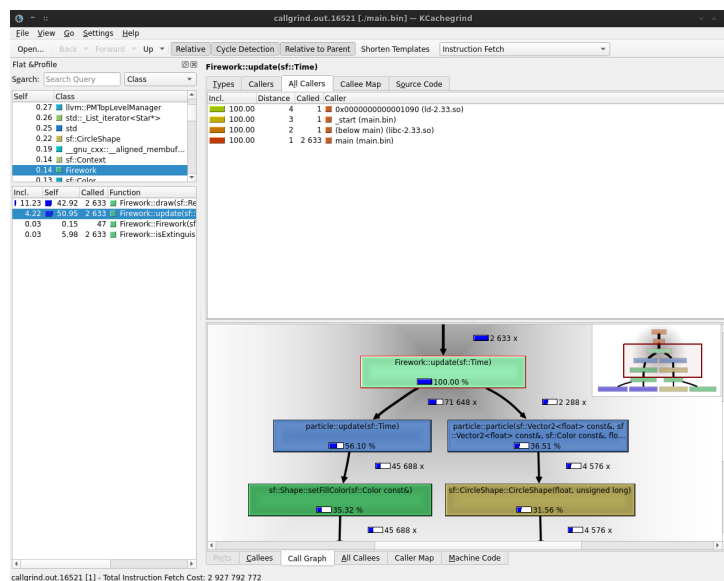 callgrind.out.16521 [./main.bin] — KCachegrind
File View Go Settings Help
Open... Back Forward Up Relative Cycle Detection Relative to Parent Shorten Templates Instruction Fetch
Flat &Profile
Search: Search Query Class
Self Class
0.27 llvm::PMTopLevelManager
0.26 std::_List_iterator<Star*>
0.25 std
0.22 sf::CircleShape
0.19 __gnu_cxx::__aligned_membuf...
0.14 sf::Context
0.14 Firework
0.13 sf::Color
Incl. Self Called Function
11.23 42.92 2 633 Firework::draw(sf::Re
4.22 50.95 2 633 Firework::update(sf::
0.03 0.15 47 Firework::Firework(sf
0.03 5.98 2 633 Firework::isExtinguis
Firework::update(sf::Time)
Types Callers All Callers Callee Map Source Code
Incl. Distance Called Caller
100.00 4 1 0x0000000000001090 (ld-2.33.so)
100.00 3 1 _start (main.bin)
100.00 2 1 (below main) (libc-2.33.so)
100.00 1 2 633 main (main.bin)
2 633 x
Firework::update(sf::Time)
100.00 %
71 648 x
2 288 x
particle::update(sf::Time)
56.10 %
particle::particle(sf::Vector2<float> const&, sf
::Vector2<float> const&, sf::Color const&, flo...
36.51 %
45 688 x
4 576 x
sf::Shape::setFillColor(sf::Color const&)
35.32 %
sf::CircleShape::CircleShape(float, unsigned long)
31.56 %
45 688 x
4 576 x
Parts Callees Call Graph All Callees Caller Map Machine Code
callgrind.out.16521 [1] - Total Instruction Fetch Cost: 2 927 792 772